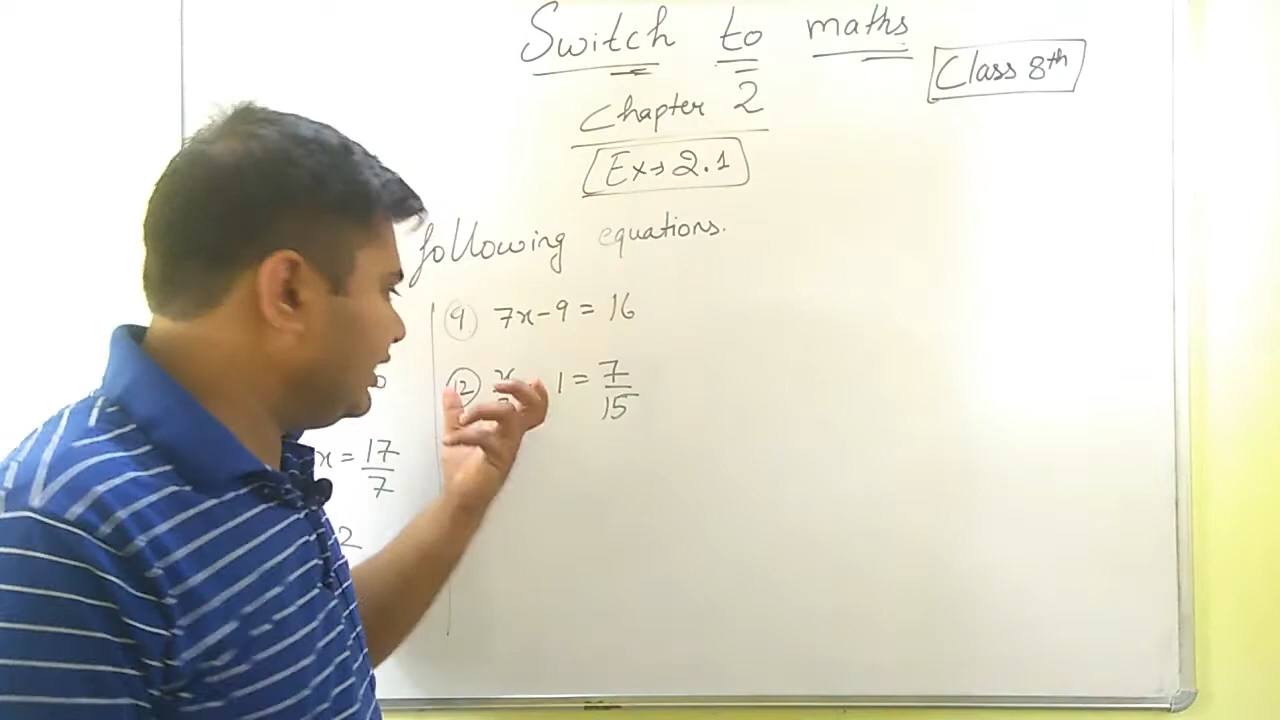 Switch to maths
Class 8th
Chapter 2
Ex→2.1
following equations.
9 7x-9 = 16
12 1 = 7/15
x = 17/7
2